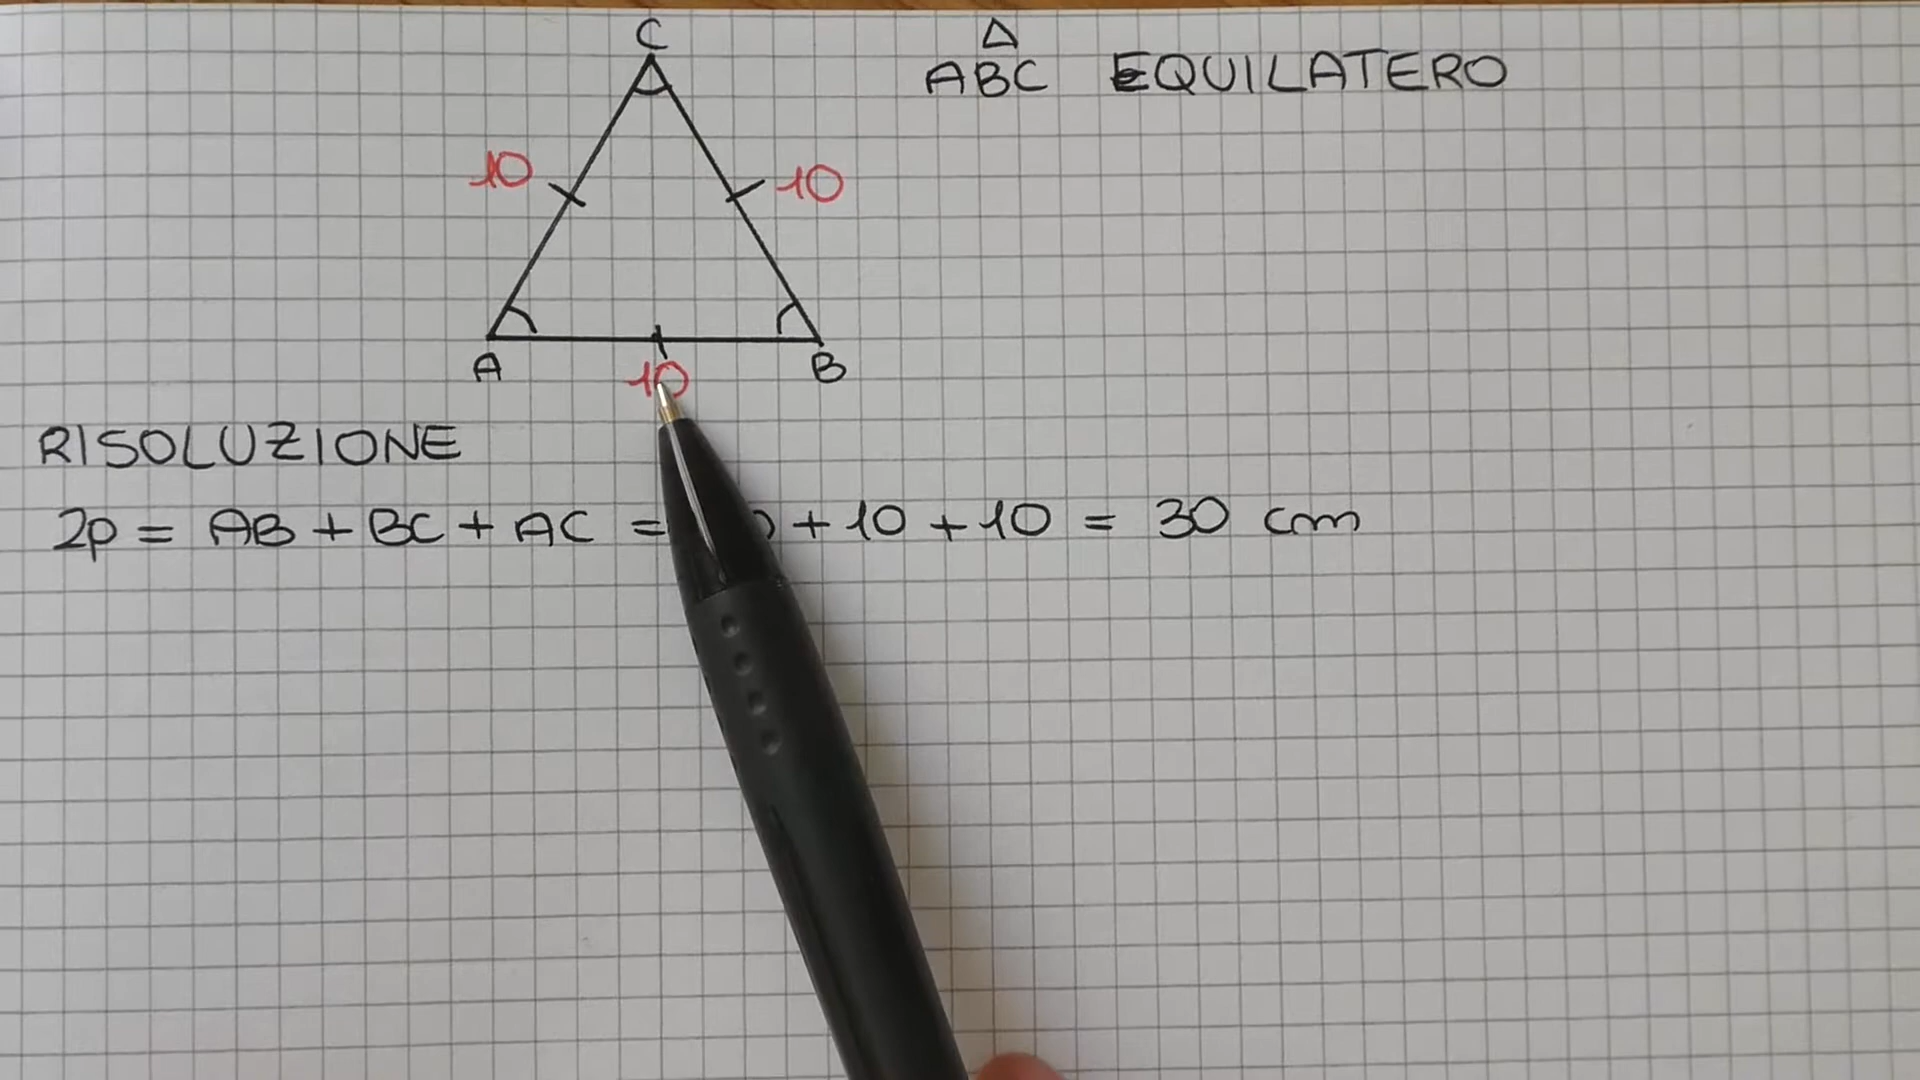 C
△
ABC EQUILATERO
10 10
A B
10
RISOLUZIONE
2p = AB + BC + AC = + 10 + 10 = 30 cm